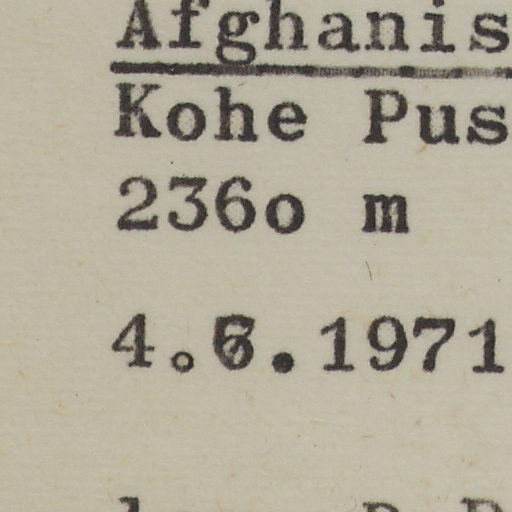 Afghanis
Kohe Pus
236o m
4.6.1971